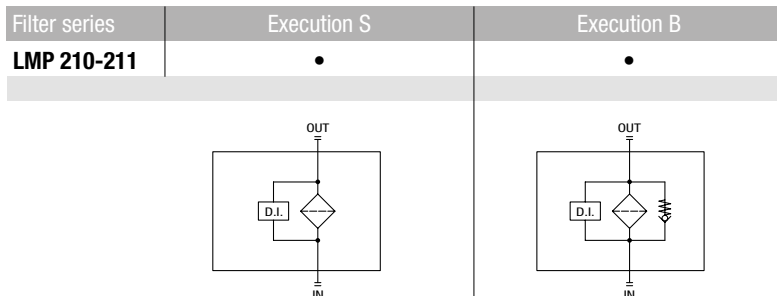 Filter series Execution S Execution B
LMP 210-211 • •
OUT OUT
D.I. D.I.
IN IN